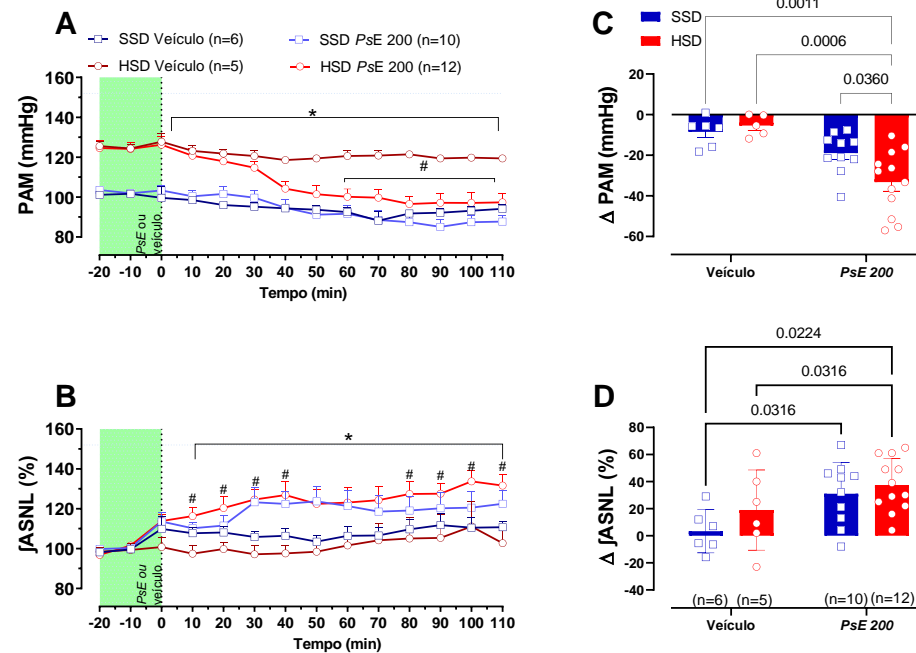 A
SSD Veículo (n=6)
SSD PsE 200 (n=10)
HSD Veículo (n=5)
HSD PsE 200 (n=12)
PAM (mmHg)
160
140
120
100
80
*
#
PsE ou
veículo
-20 -10 0 10 20 30 40 50 60 70 80 90 100 110
Tempo (min)
C
SSD
HSD
0.0011
0.0006
0.0360
Δ PAM (mmHg)
20
0
-20
-40
-60
Veículo
PsE 200
B
∫ASNL (%)
160
140
120
100
80
*
# # # # # # # #
PsE ou
veículo
-20 -10 0 10 20 30 40 50 60 70 80 90 100 110
Tempo (min)
D
0.0224
0.0316
0.0316
Δ ∫ASNL (%)
80
60
40
20
0
-20
-40
(n=6) (n=5) (n=10) (n=12)
Veículo
PsE 200